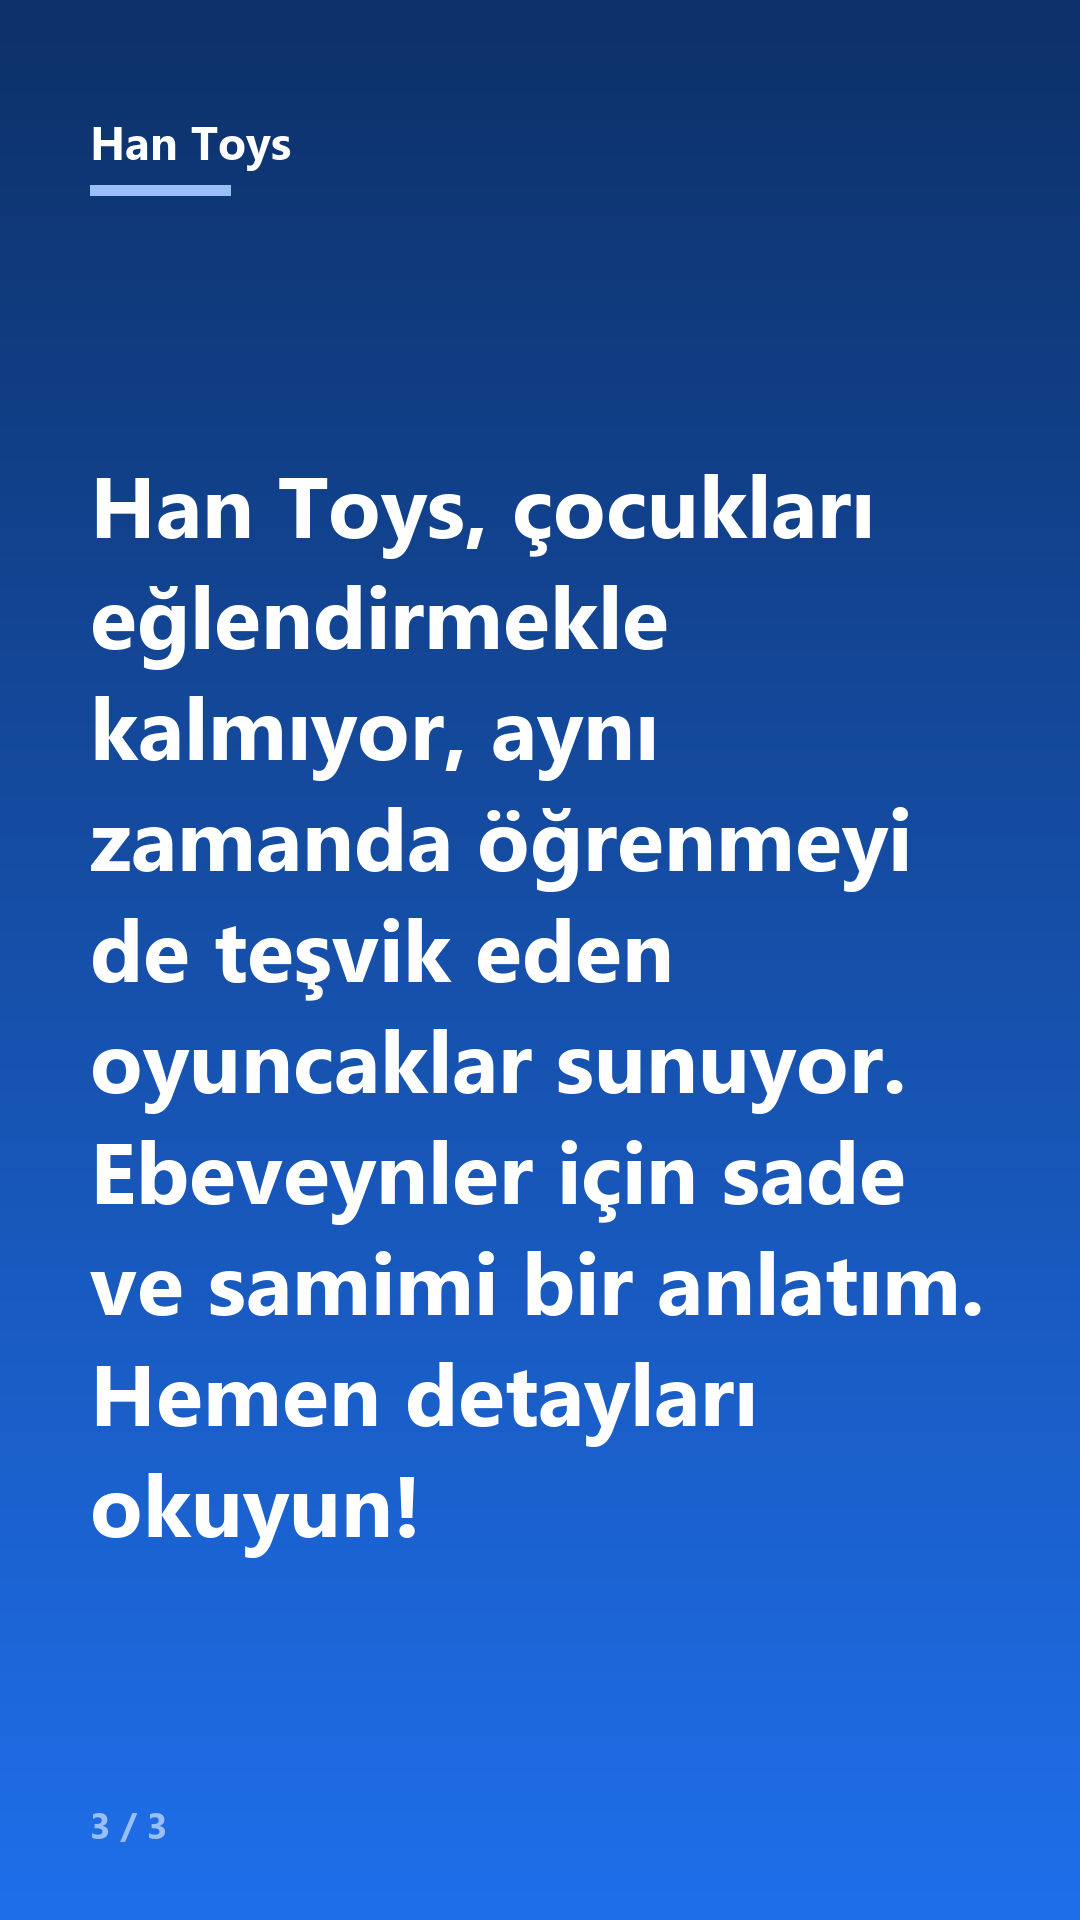 Han Toys
Han Toys, çocukları
eğlendirmekle
kalmıyor, aynı
zamanda öğrenmeyi
de teşvik eden
oyuncaklar sunuyor.
Ebeveynler için sade
ve samimi bir anlatım.
Hemen detayları
okuyun!
3 / 3